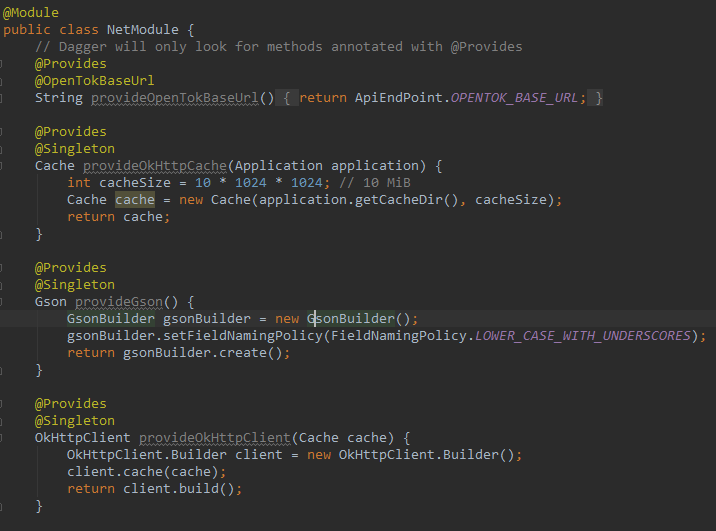 @Module
public class NetModule {
    // Dagger will only look for methods annotated with @Provides
    @Provides
    @OpenTokBaseUrl
    String provideOpenTokBaseUrl() { return ApiEndPoint.OPENTOK_BASE_URL; }

    @Provides
    @Singleton
    Cache provideOkHttpCache(Application application) {
        int cacheSize = 10 * 1024 * 1024; // 10 MiB
        Cache cache = new Cache(application.getCacheDir(), cacheSize);
        return cache;
    }

    @Provides
    @Singleton
    Gson provideGson() {
        GsonBuilder gsonBuilder = new GsonBuilder();
        gsonBuilder.setFieldNamingPolicy(FieldNamingPolicy.LOWER_CASE_WITH_UNDERSCORES);
        return gsonBuilder.create();
    }

    @Provides
    @Singleton
    OkHttpClient provideOkHttpClient(Cache cache) {
        OkHttpClient.Builder client = new OkHttpClient.Builder();
        client.cache(cache);
        return client.build();
    }